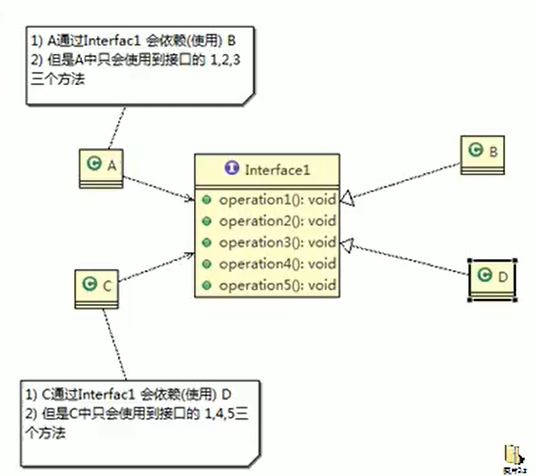 1) A通过Interfac1 会依赖(使用) B
2) 但是A中只会使用到接口的 1,2,3
三个方法
C A
I Interface1
C B
operation1(): void
operation2(): void
operation3(): void
operation4(): void
operation5(): void
C D
C C
1) C通过Interfac1 会依赖(使用) D
2) 但是C中只会使用到接口的 1,4,5三
个方法